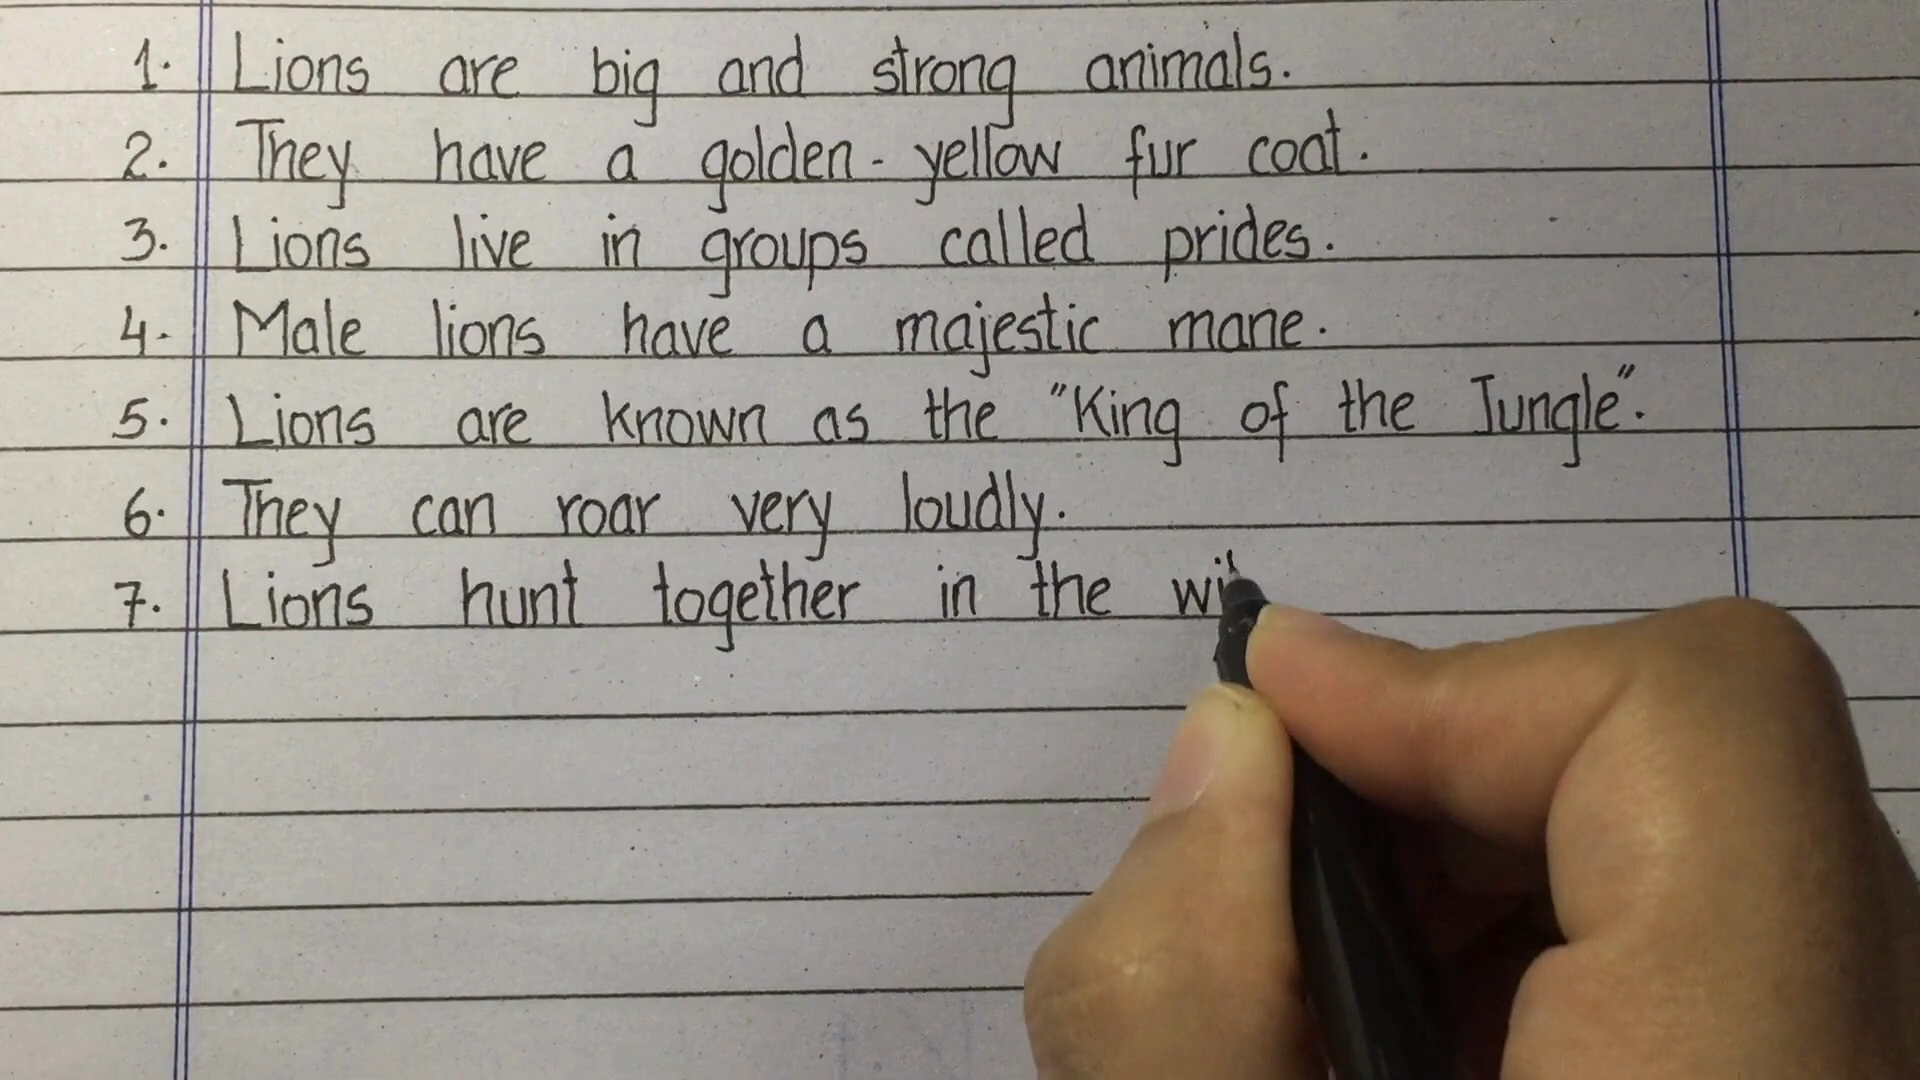 1. Lions are big and strong animals.
2. They have a golden-yellow fur coat.
3. Lions live in groups called prides.
4. Male lions have a majestic mane.
5. Lions are known as the "King of the Jungle".
6. They can roar very loudly.
7. Lions hunt together in the